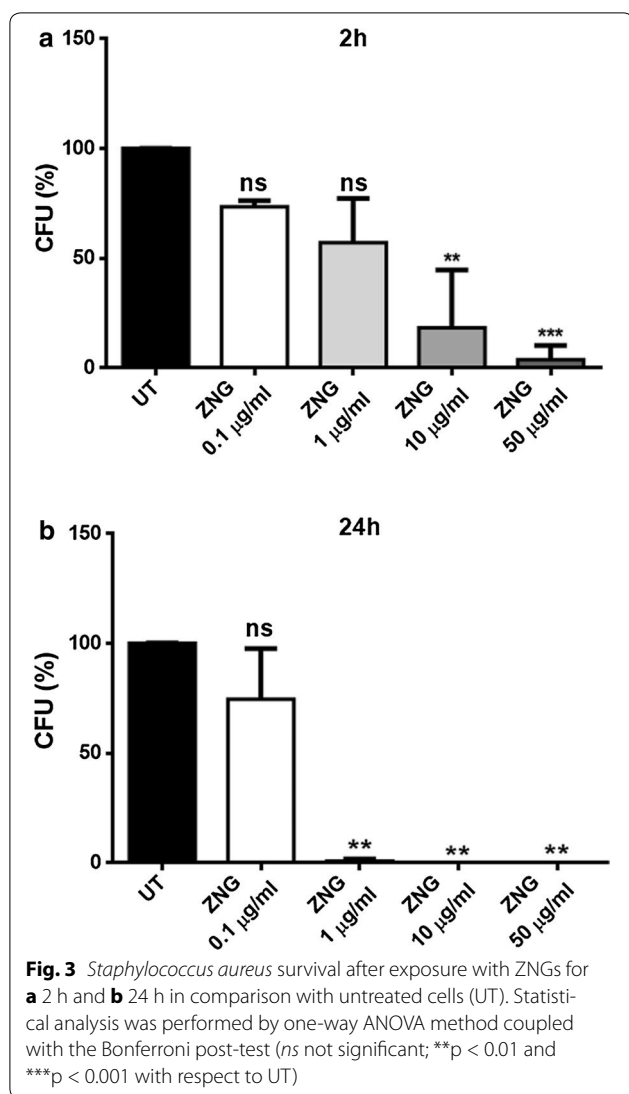 a
2h
150
100
50
0
CFU (%)
ns
ns
**
***
UT
ZNG
0.1 µg/ml
ZNG
1 µg/ml
ZNG
10 µg/ml
ZNG
50 µg/ml
b
24h
150
100
50
0
CFU (%)
ns
**
**
**
UT
ZNG
0.1 µg/ml
ZNG
1 µg/ml
ZNG
10 µg/ml
ZNG
50 µg/ml
Fig. 3 Staphylococcus aureus survival after exposure with ZNGs for
a 2 h and b 24 h in comparison with untreated cells (UT). Statisti-
cal analysis was performed by one-way ANOVA method coupled
with the Bonferroni post-test (ns not significant; **p < 0.01 and
***p < 0.001 with respect to UT)